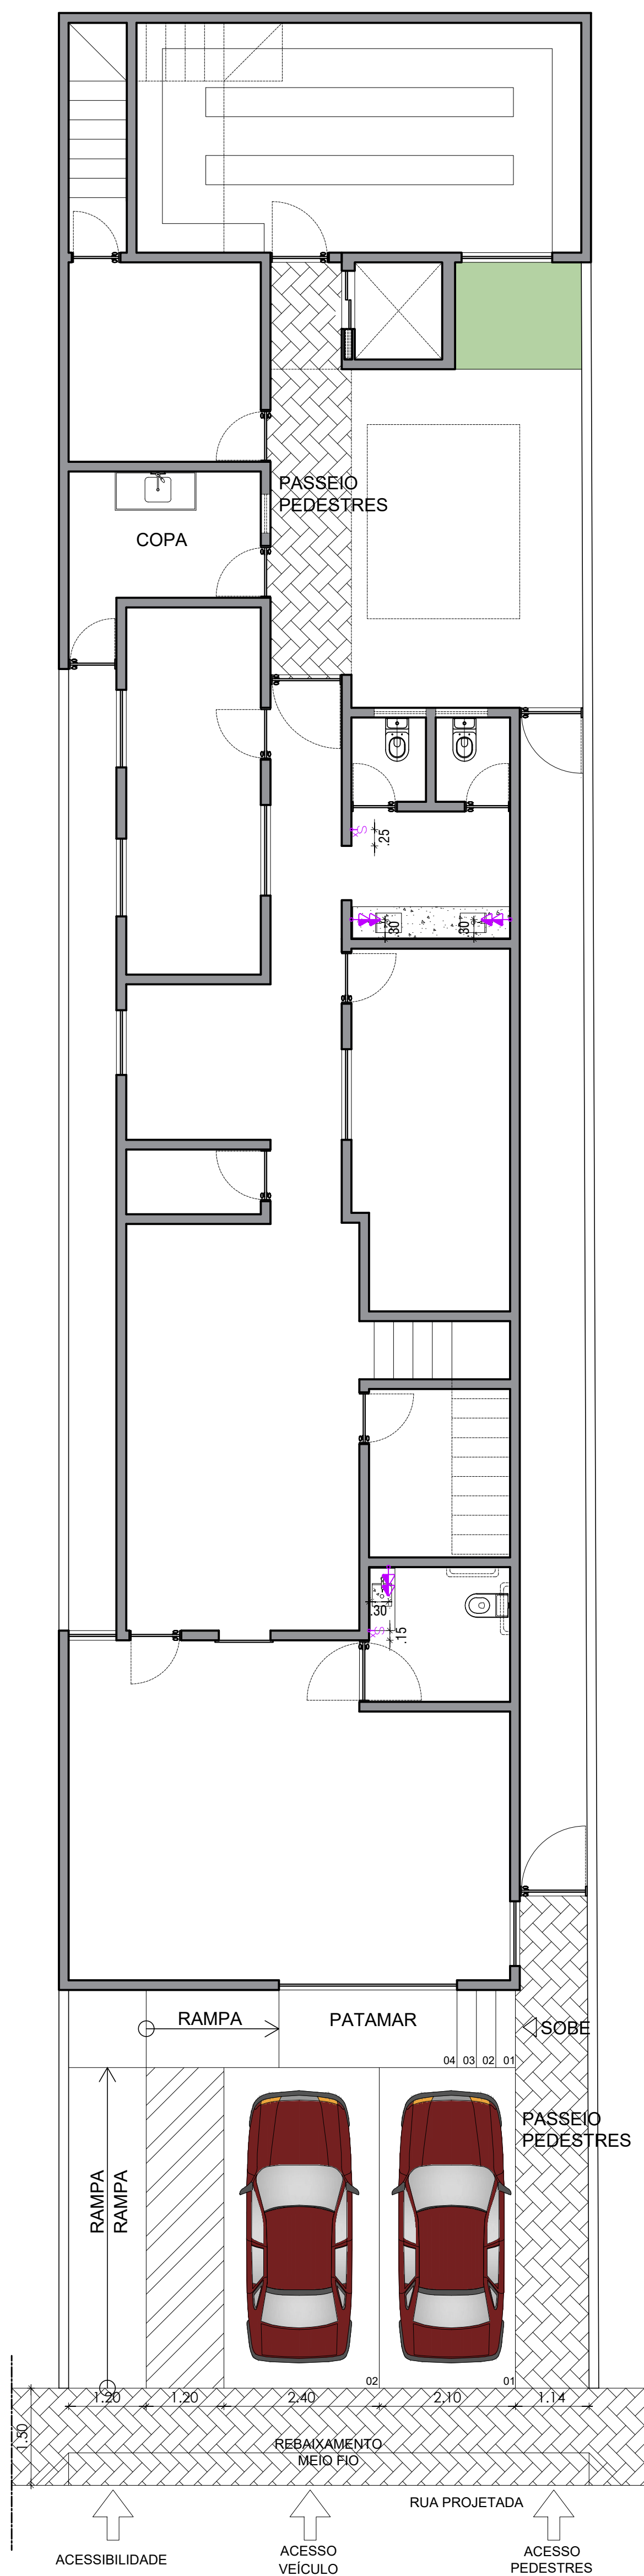 PASSEIO
PEDESTRES
COPA
.25
S
.30
.30
.30
S
.15
RAMPA
PATAMAR
SOBE
04 03 02 01
PASSEIO
PEDESTRES
RAMPA
RAMPA
02
01
1.20 1.20 2.40 2.10 1.14
1.50
REBAIXAMENTO
MEIO FIO
RUA PROJETADA
ACESSIBILIDADE
ACESSO
VEÍCULO
ACESSO
PEDESTRES